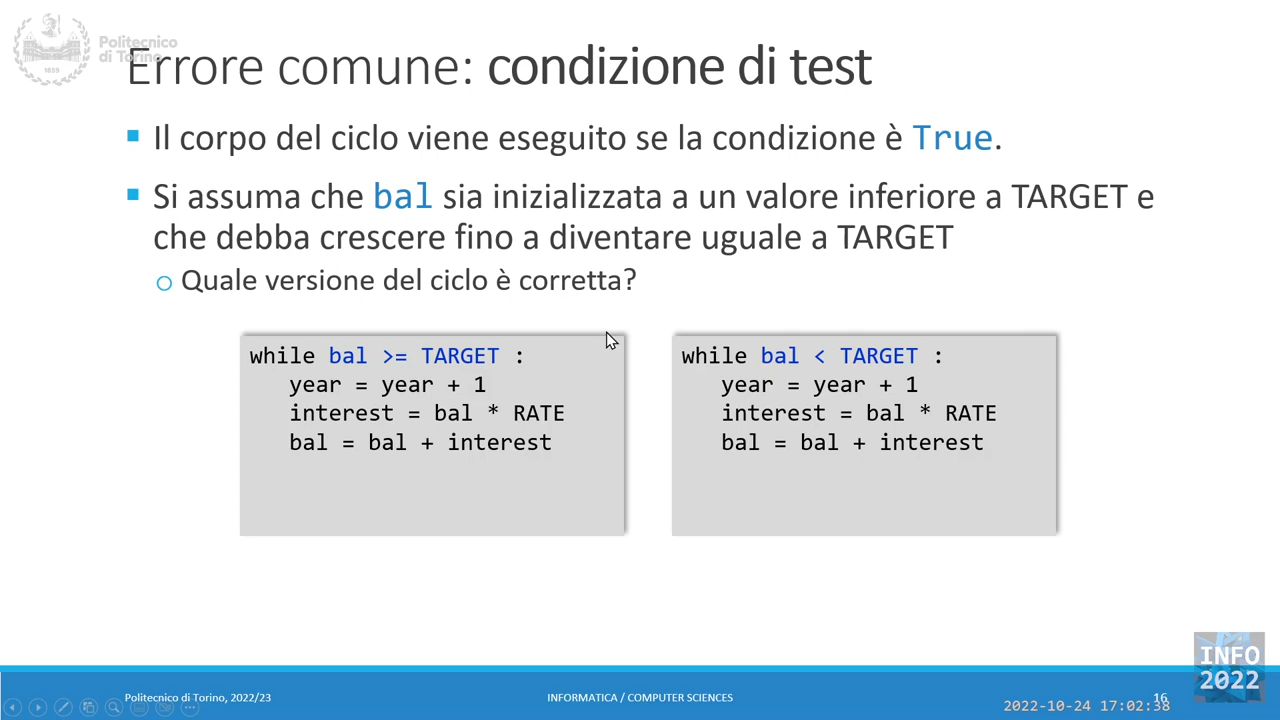 Politecnico
di Torino
1859
Errore comune: condizione di test
Il corpo del ciclo viene eseguito se la condizione è True.
Si assuma che bal sia inizializzata a un valore inferiore a TARGET e
che debba crescere fino a diventare uguale a TARGET
Quale versione del ciclo è corretta?
while bal >= TARGET :
year = year + 1
interest = bal * RATE
bal = bal + interest
while bal < TARGET :
year = year + 1
interest = bal * RATE
bal = bal + interest
INFO
2022
Politecnico di Torino, 2022/23
INFORMATICA / COMPUTER SCIENCES
16
2022-10-24 17:02:38